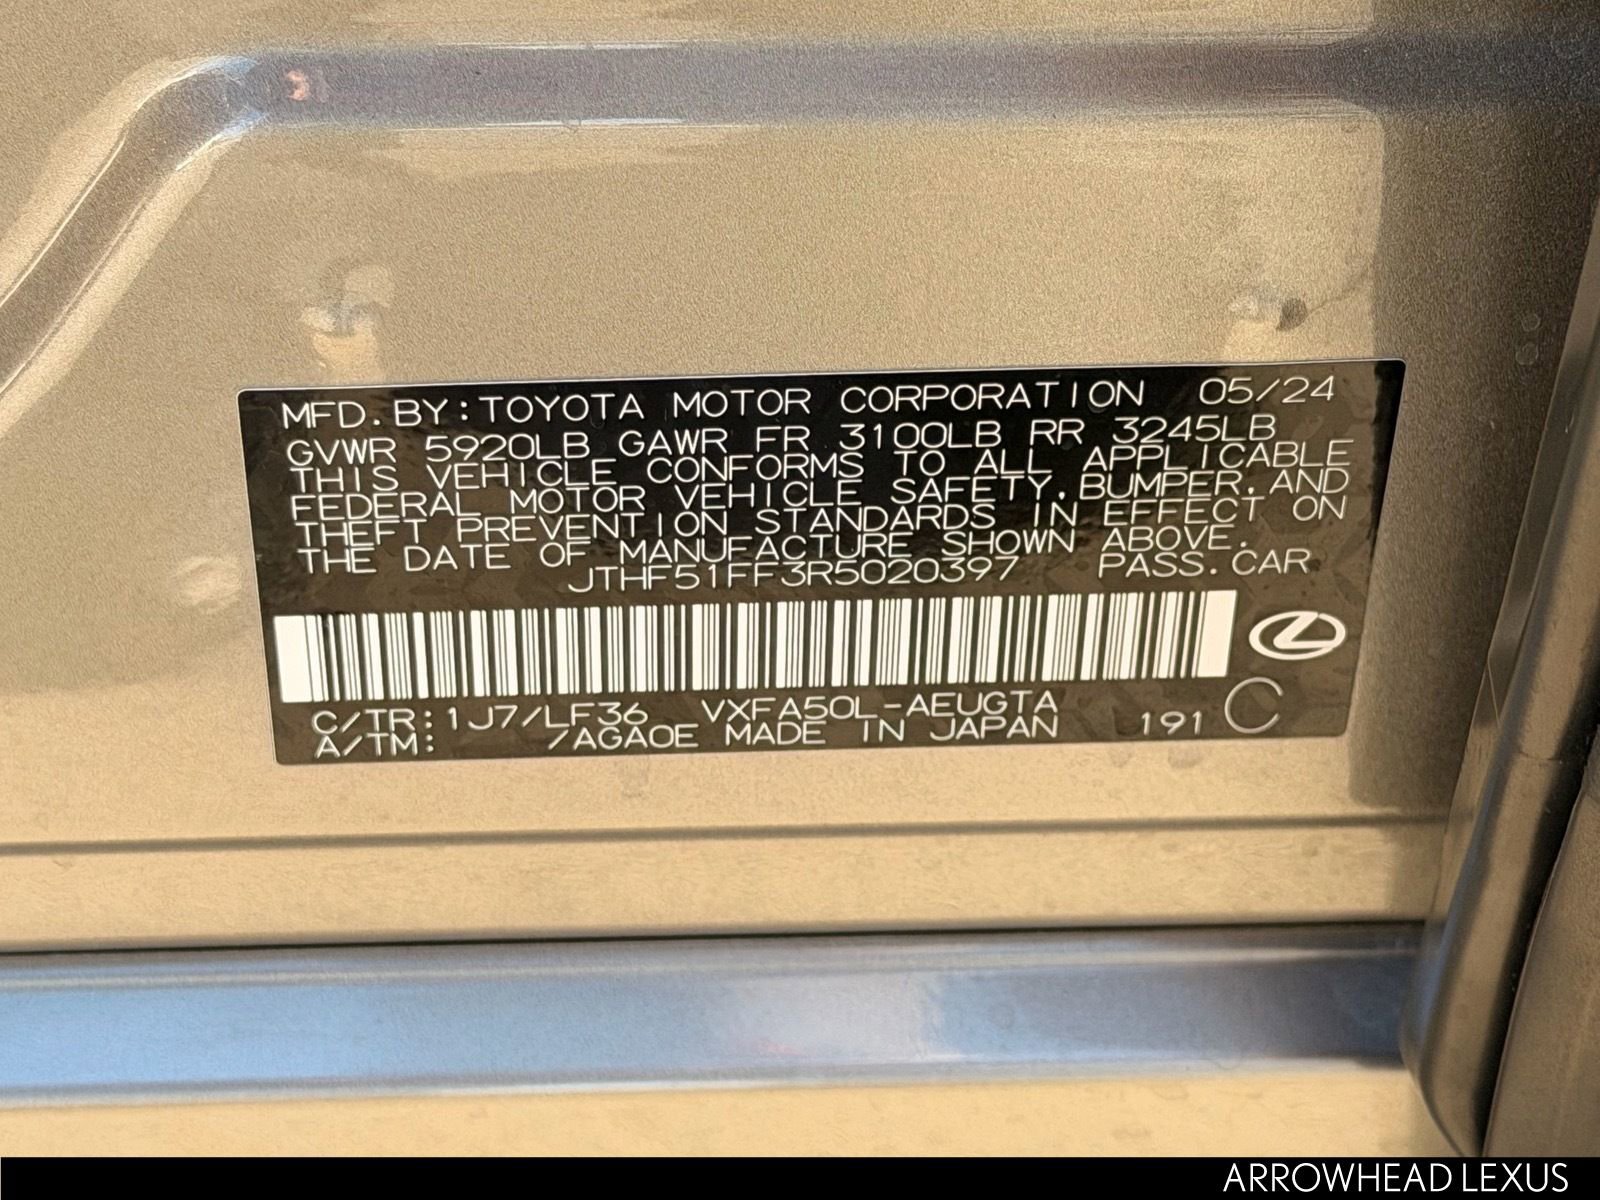 MFD. BY: TOYOTA MOTOR CORPORATION 05/24
GVWR 5920LB GAWR FR 3100LB RR 3245LB
THIS VEHICLE CONFORMS TO ALL APPLICABLE
FEDERAL MOTOR VEHICLE SAFETY, BUMPER, AND
THEFT PREVENTION STANDARDS IN EFFECT ON
THE DATE OF MANUFACTURE SHOWN ABOVE.
JTHF51FF3R5020397 PASS. CAR
C/TR: 1J7/LF36 VXFA50L-AEUGTA
A/TM: /AGA0E MADE IN JAPAN 191 C
ARROWHEAD LEXUS